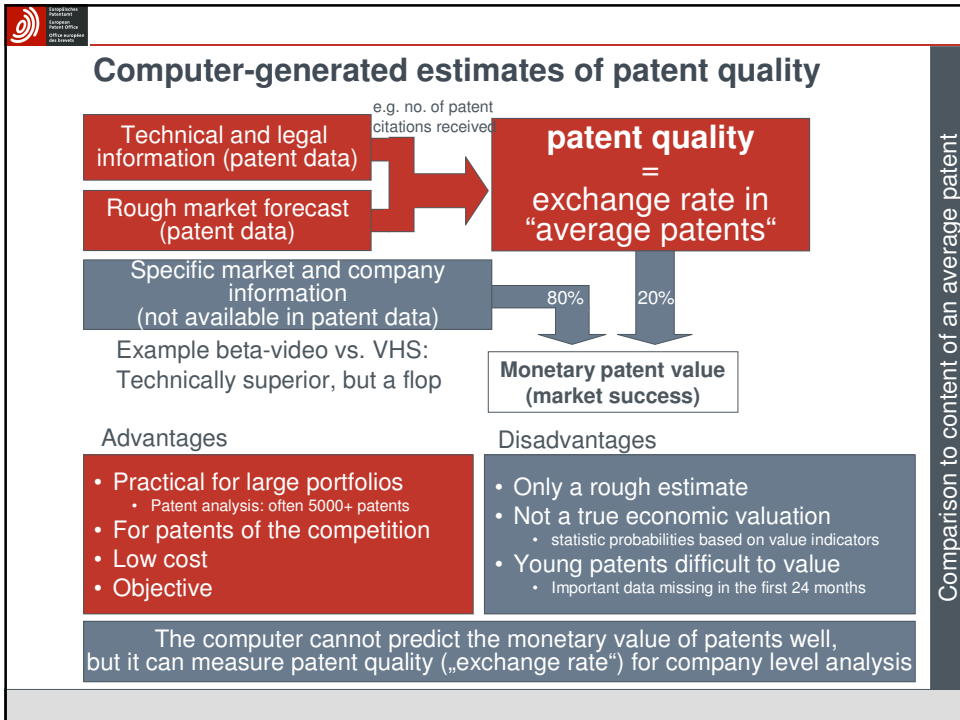 Europäisches
Patentamt
European
Patent Office
Office européen
des brevets
Computer-generated estimates of patent quality
e.g. no. of patent
citations received
Technical and legal
information (patent data)
Rough market forecast
(patent data)
patent quality
=
exchange rate in
“average patents“
Specific market and company
information
(not available in patent data)
80%
20%
Example beta-video vs. VHS:
Technically superior, but a flop
Monetary patent value
(market success)
Advantages
• Practical for large portfolios
• Patent analysis: often 5000+ patents
• For patents of the competition
• Low cost
• Objective
Disadvantages
• Only a rough estimate
• Not a true economic valuation
• statistic probabilities based on value indicators
• Young patents difficult to value
• Important data missing in the first 24 months
The computer cannot predict the monetary value of patents well,
but it can measure patent quality („exchange rate“) for company level analysis
Comparison to content of an average patent